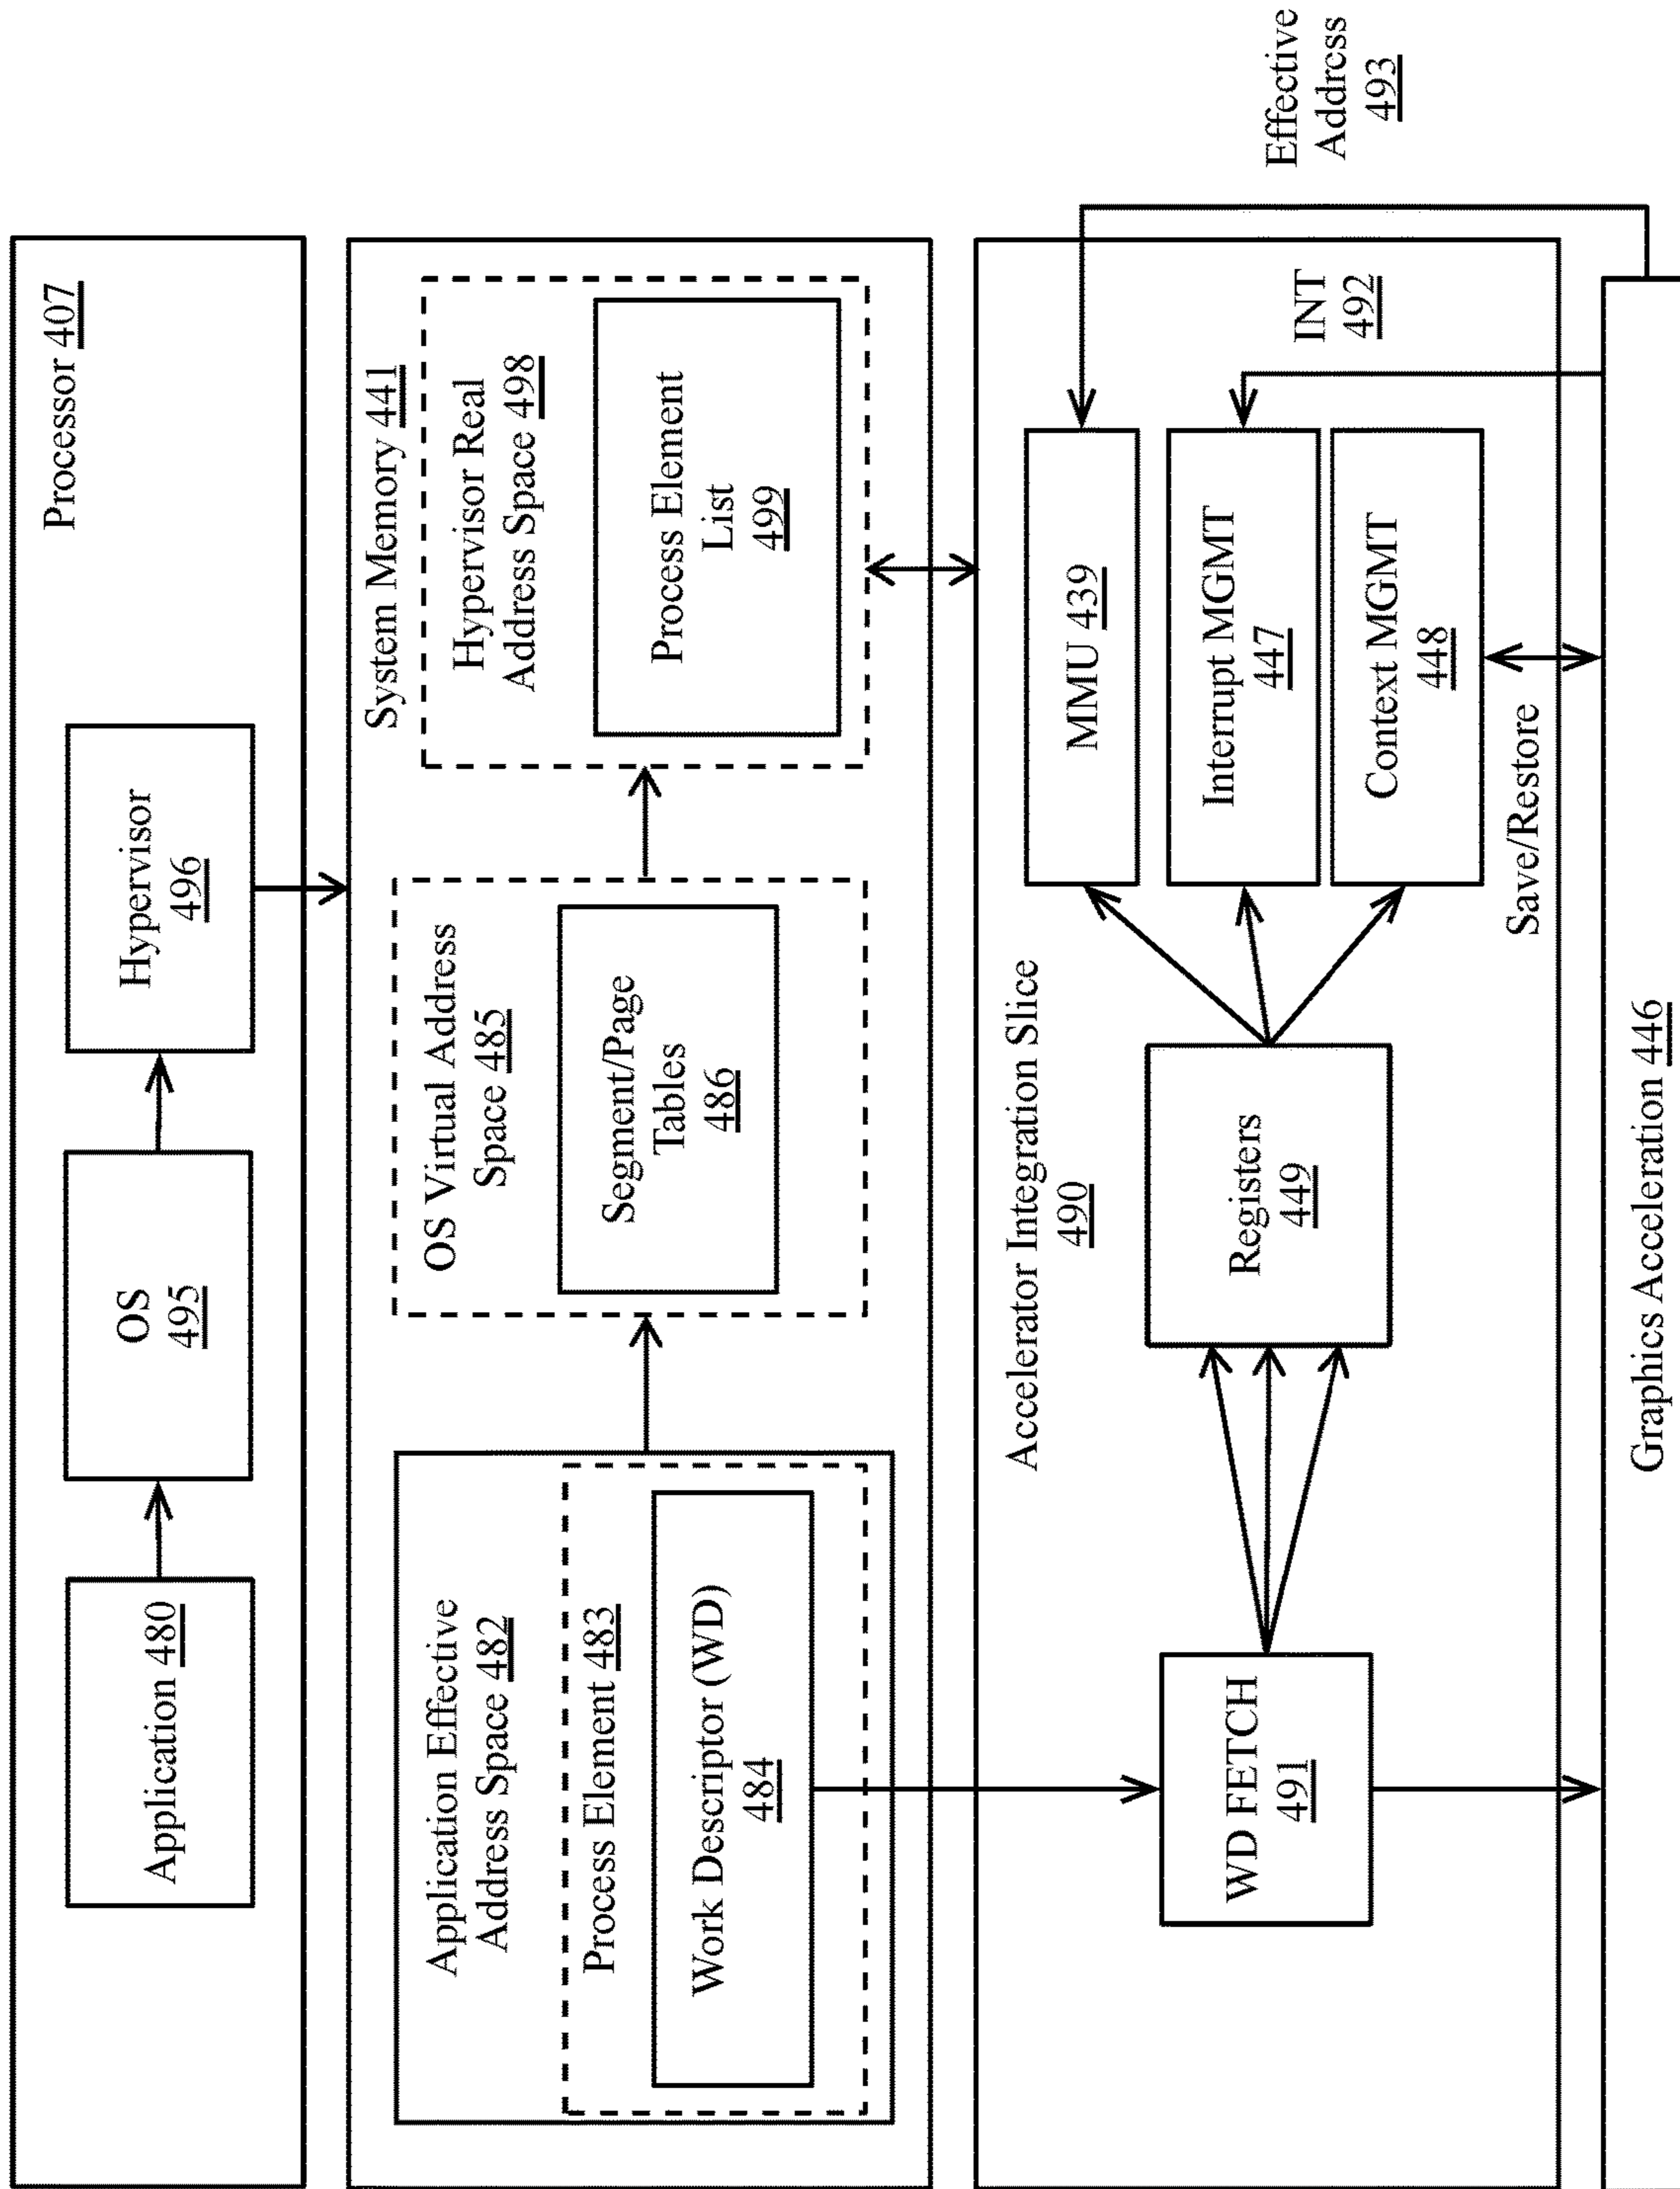 Processor 407
Application 480
OS
495
Hypervisor
496
System Memory 441
Application Effective
Address Space 482
Process Element 483
Work Descriptor (WD)
484
OS Virtual Address
Space 485
Segment/Page
Tables
486
Hypervisor Real
Address Space 498
Process Element
List
499
Accelerator Integration Slice
490
WD FETCH
491
Registers
449
MMU 439
Interrupt MGMT
447
Context MGMT
448
INT
492
Effective
Address
493
Save/Restore
Graphics Acceleration 446